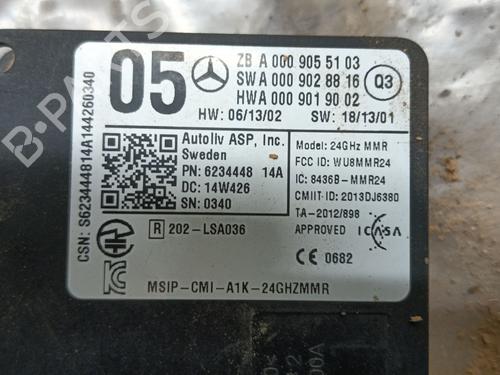 05
ZB A 000 905 51 03
SW A 000 902 88 16
HW A 000 901 90 02
Q3
HW: 06/13/02
SW: 18/13/01
Autoliv ASP, Inc.
Sweden
PN: 6234448 14A
DC: 14W426
SN: 0340
Model: 24GHz MMR
FCC ID: WU8MMR24
IC: 8436B-MMR24
CMIIT-ID: 2013DJ6380
TA-2012/898
APPROVED
ICASA
R 202-LSA036
CE 0682
MSIP-CMI-A1K-24GHZMMR
CSN: S6234444814A144260340
B-PARTS